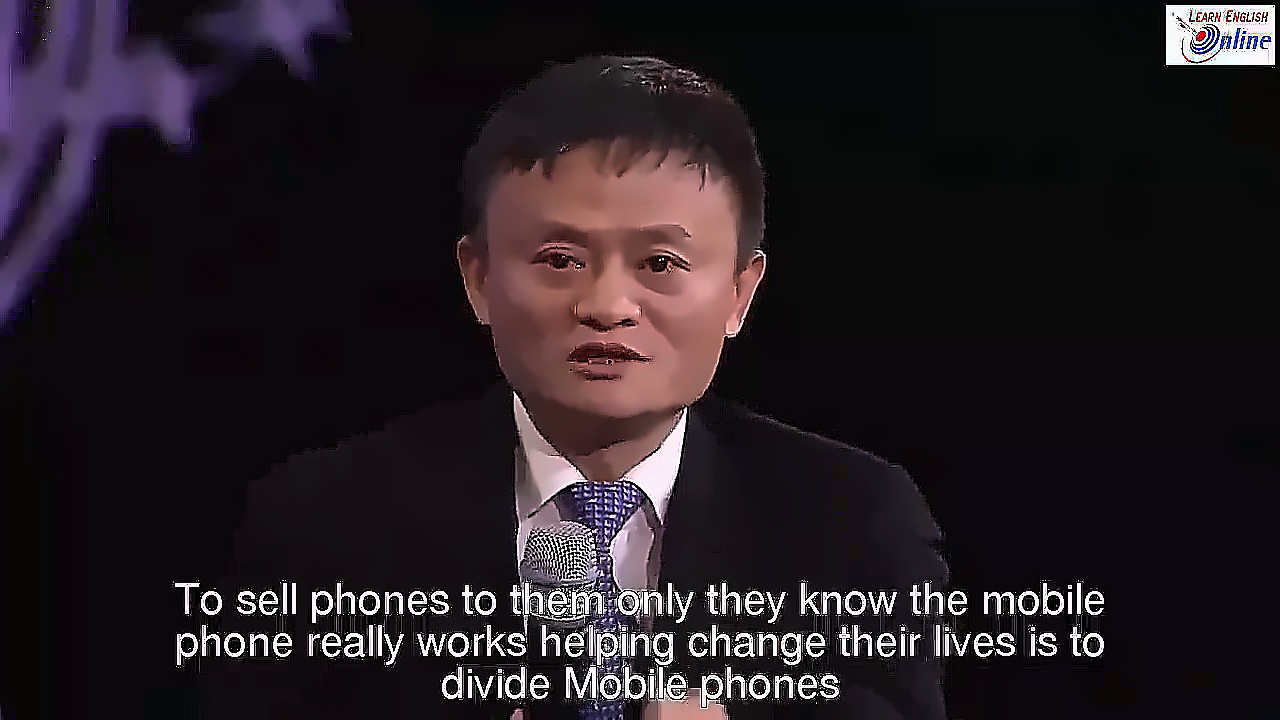 LEARN ENGLISH
Online
To sell phones to them only they know the mobile
phone really works helping change their lives is to
divide Mobile phones